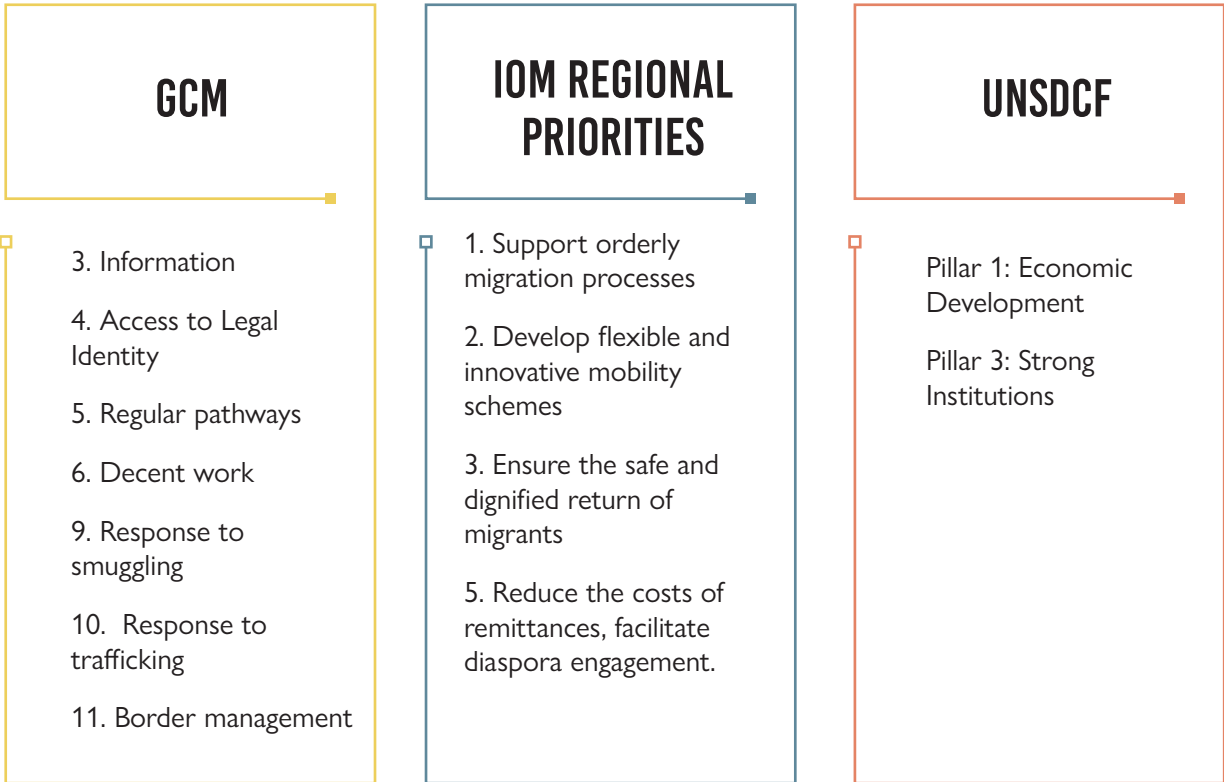 GCM
3. Information
4. Access to Legal
Identity
5. Regular pathways
6. Decent work
9. Response to
smuggling
10.  Response to
trafficking
11. Border management
IOM REGIONAL
PRIORITIES
1. Support orderly
migration processes
2. Develop flexible and
innovative mobility
schemes
3. Ensure the safe and
dignified return of
migrants
5. Reduce the costs of
remittances, facilitate
diaspora engagement.
UNSDCF
Pillar 1: Economic
Development
Pillar 3: Strong
Institutions